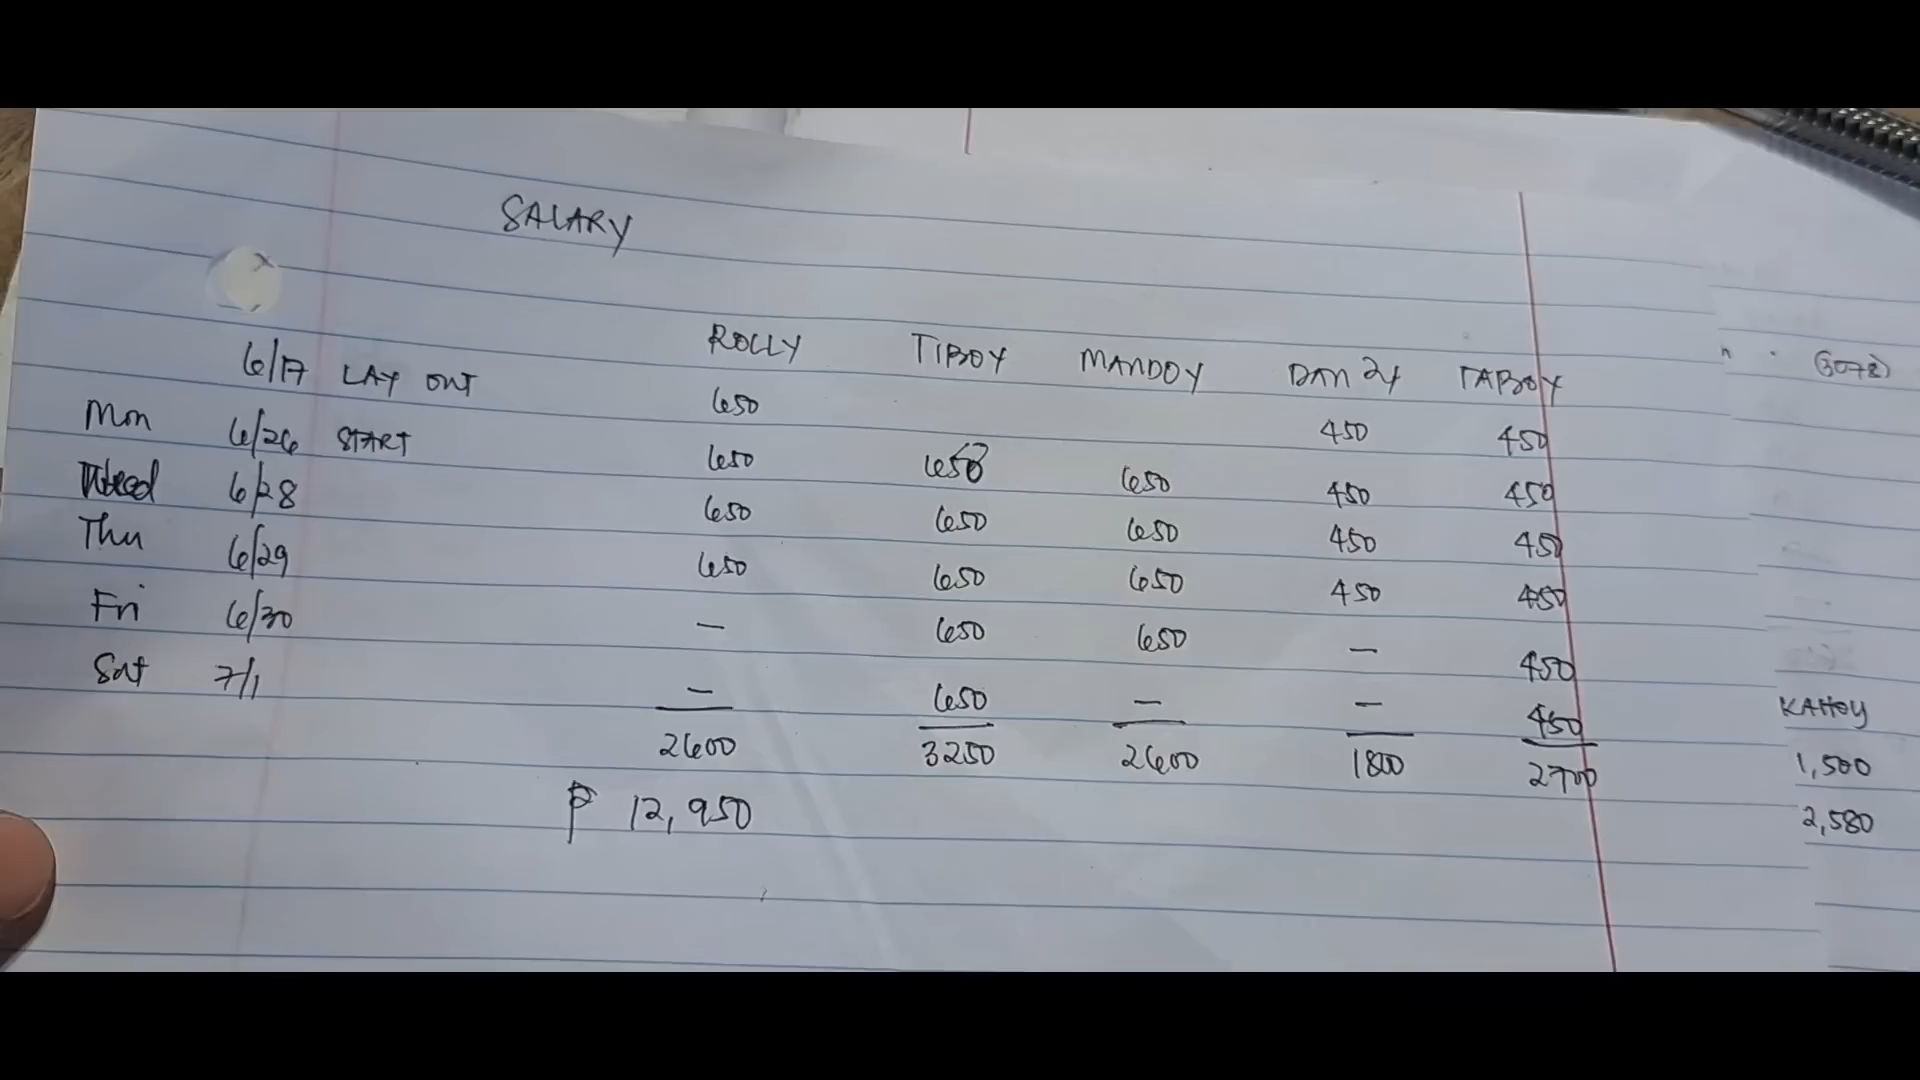 SALARY
ROLLY TIBOY MANDOY DAN 24 TABOY (3078)
6/17 LAY OUT 650 450 450
Mon 6/26 START 650 650 650 450 450
Wed 6/28 650 650 650 450 450
Thu 6/29 650 650 650 450 450
Fri 6/30 — 650 650 — 450
Sat 7/1 — 650 — — 450
KAHOY
2600 3250 2600 1800 2700 1,500
₱ 12,950 2,580